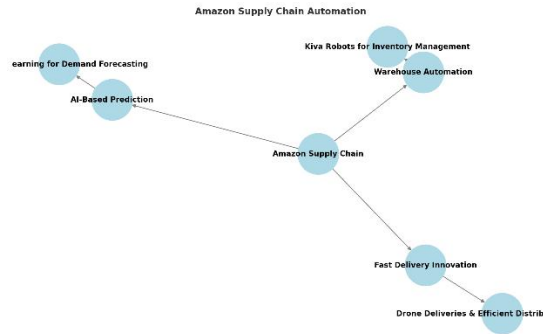 Amazon Supply Chain Automation
Kiva Robots for Inventory Management
earning for Demand Forecasting
Warehouse Automation
AI-Based Prediction
Amazon Supply Chain
Fast Delivery Innovation
Drone Deliveries & Efficient Distrib